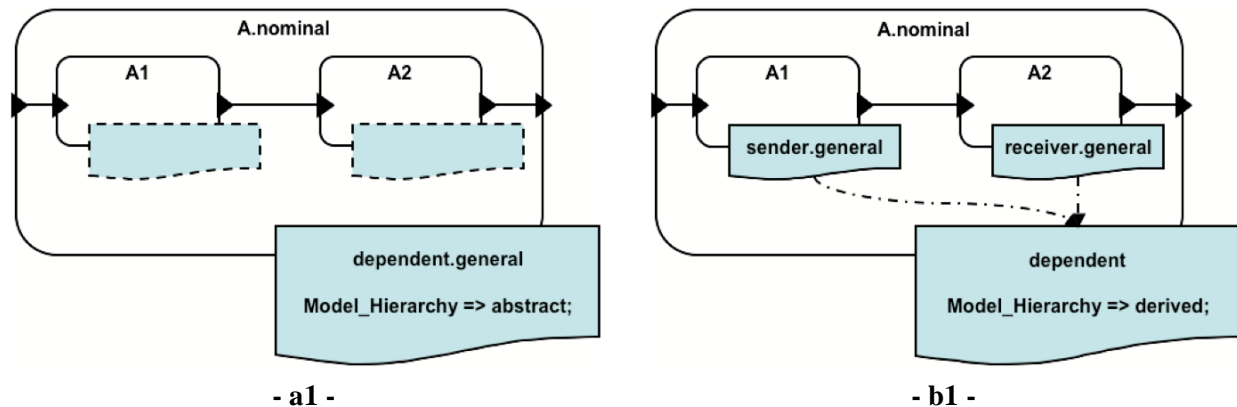 A.nominal
A1
A2
dependent.general
Model_Hierarchy => abstract;
- a1 -
A.nominal
A1
A2
sender.general
receiver.general
dependent
Model_Hierarchy => derived;
- b1 -